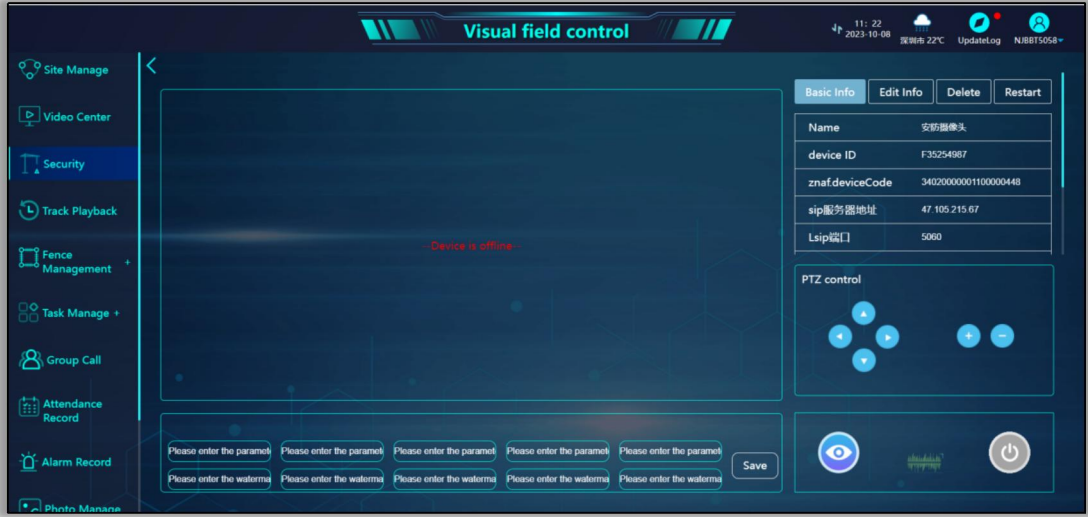 Visual field control
11: 22
2023-10-08
深圳市 22℃
UpdateLog
NJBBT5058
Site Manage
Video Center
Security
Track Playback
Fence
Management +
Task Manage +
Group Call
Attendance
Record
Alarm Record
Photo Manage
Device is offline
Basic Info
Edit Info
Delete
Restart
Name 安防摄像头
device ID F35254987
znaf.deviceCode 34020000001100000448
sip服务器地址 47.105.215.67
Lsip端口 5060
PTZ control
Please enter the paramet Please enter the paramet Please enter the paramet Please enter the paramet Please enter the paramet
Please enter the waterma Please enter the waterma Please enter the waterma Please enter the waterma Please enter the waterma
Save